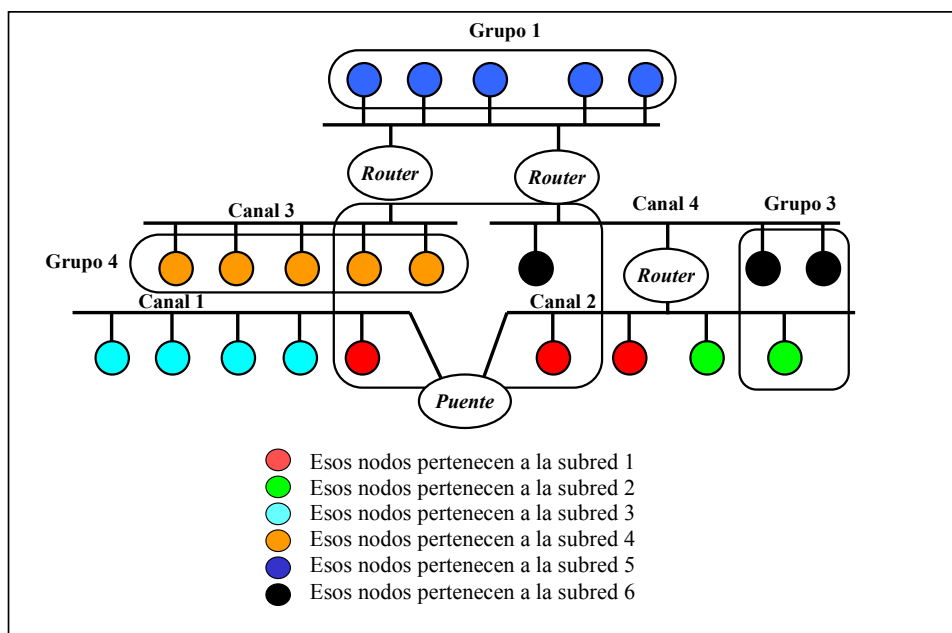 Grupo 1
Router
Router
Canal 3
Canal 4
Grupo 3
Grupo 4
Router
Canal 1
Canal 2
Puente
Esos nodos pertenecen a la subred 1
Esos nodos pertenecen a la subred 2
Esos nodos pertenecen a la subred 3
Esos nodos pertenecen a la subred 4
Esos nodos pertenecen a la subred 5
Esos nodos pertenecen a la subred 6